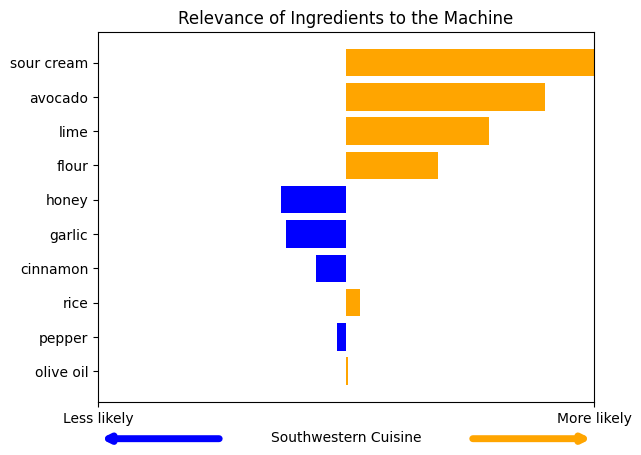 Relevance of Ingredients to the Machine
sour cream
avocado
lime
flour
honey
garlic
cinnamon
rice
pepper
olive oil
Less likely
More likely
Southwestern Cuisine